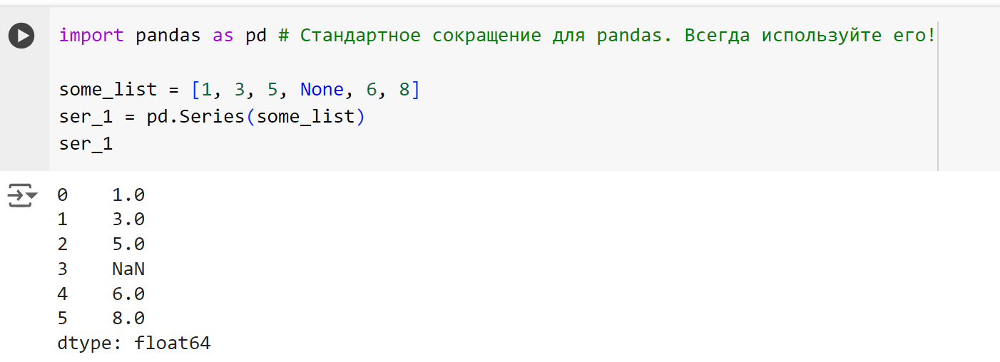 import pandas as pd # Стандартное сокращение для pandas. Всегда используйте его!
some_list = [1, 3, 5, None, 6, 8]
ser_1 = pd.Series(some_list)
ser_1
0    1.0
1    3.0
2    5.0
3    NaN
4    6.0
5    8.0
dtype: float64